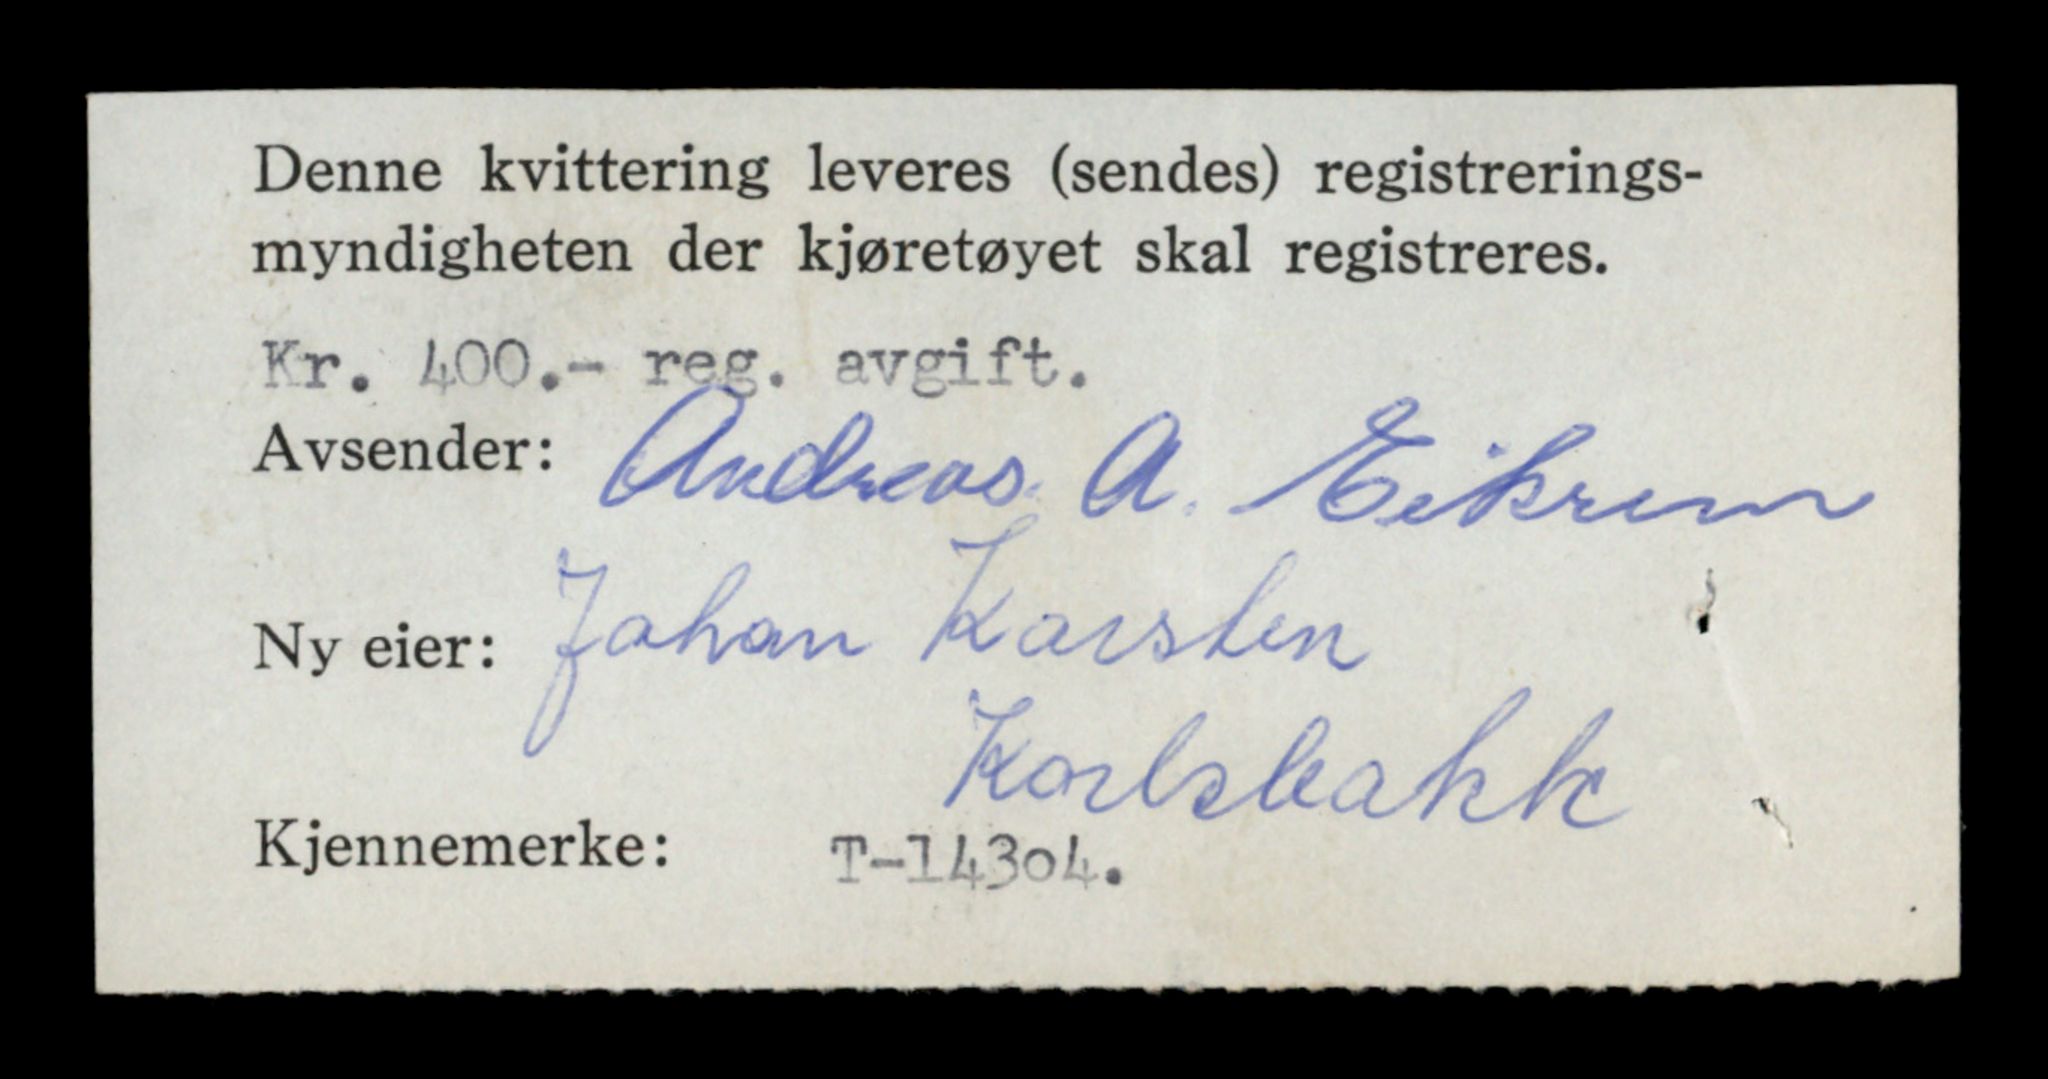 Denne kvittering leveres (sendes) registrerings-
myndigheten der kjøretøyet skal registreres.
Kr. 400.- reg. avgift.
Avsender: Andreas A. Eikrem
Ny eier: Johan Karsten
Karlsbakk
Kjennemerke: T-14304.